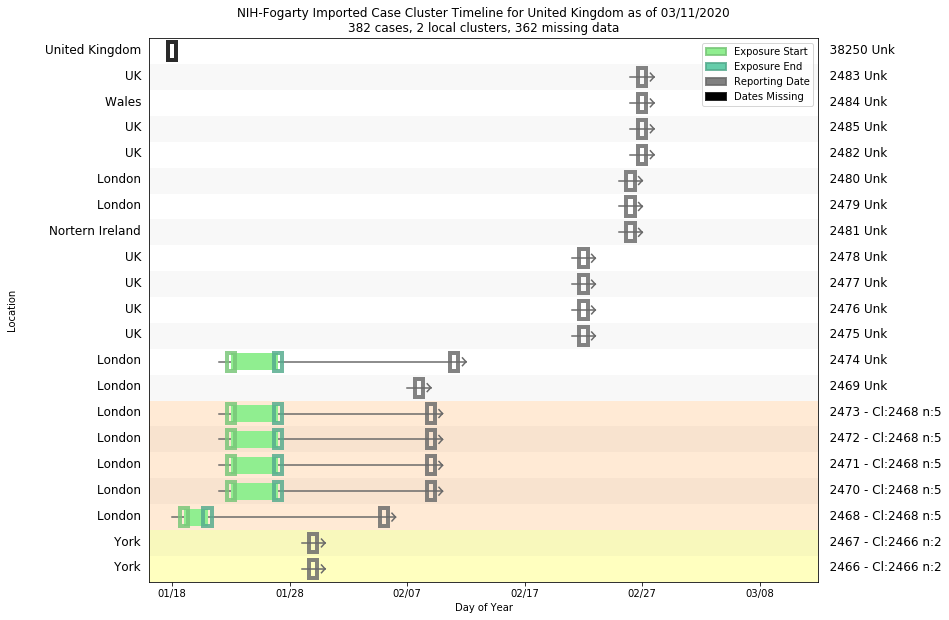 NIH-Fogarty Imported Case Cluster Timeline for United Kingdom as of 03/11/2020
382 cases, 2 local clusters, 362 missing data
Exposure Start
Exposure End
Reporting Date
Dates Missing
Location
United Kingdom 38250 Unk
UK 2483 Unk
Wales 2484 Unk
UK 2485 Unk
UK 2482 Unk
London 2480 Unk
London 2479 Unk
Nortern Ireland 2481 Unk
UK 2478 Unk
UK 2477 Unk
UK 2476 Unk
UK 2475 Unk
London 2474 Unk
London 2469 Unk
London 2473 - Cl:2468 n:5
London 2472 - Cl:2468 n:5
London 2471 - Cl:2468 n:5
London 2470 - Cl:2468 n:5
London 2468 - Cl:2468 n:5
York 2467 - Cl:2466 n:2
York 2466 - Cl:2466 n:2
01/18 01/28 02/07 02/17 02/27 03/08
Day of Year